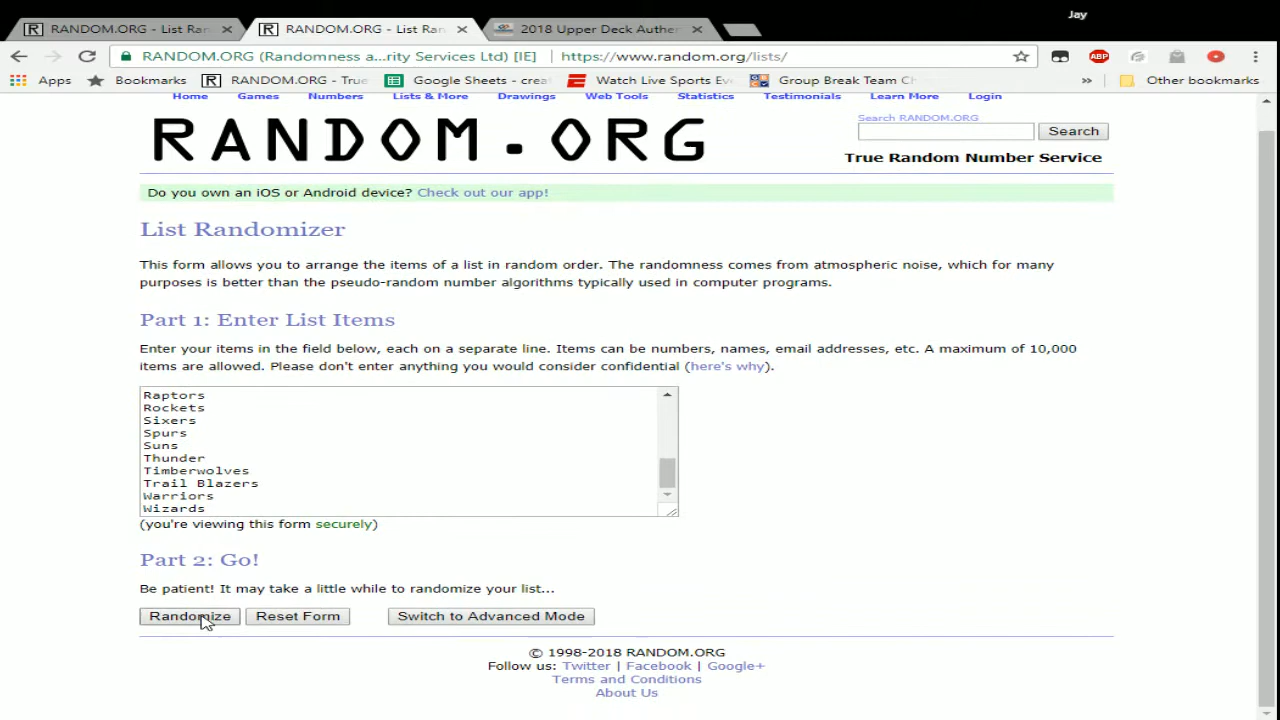 Jay
RANDOM.ORG - List Ra
RANDOM.ORG - List Ran
2018 Upper Deck Authen
RANDOM.ORG (Randomness a...rity Services Ltd) [IE] https://www.random.org/lists/
ABP
Apps Bookmarks RANDOM.ORG - True Google Sheets - crea Watch Live Sports Ev GroupBreak Team Ch » Other bookmarks
Home Games Numbers Lists & More Drawings Web Tools Statistics Testimonials Learn More Login
RANDOM.ORG
Search RANDOM.ORG
Search
True Random Number Service
Do you own an iOS or Android device? Check out our app!
List Randomizer
This form allows you to arrange the items of a list in random order. The randomness comes from atmospheric noise, which for many
purposes is better than the pseudo-random number algorithms typically used in computer programs.
Part 1: Enter List Items
Enter your items in the field below, each on a separate line. Items can be numbers, names, email addresses, etc. A maximum of 10,000
items are allowed. Please don't enter anything you would consider confidential (here's why).
Raptors
Rockets
Sixers
Spurs
Suns
Thunder
Timberwolves
Trail Blazers
Warriors
Wizards
(you're viewing this form securely)
Part 2: Go!
Be patient! It may take a little while to randomize your list...
Randomize Reset Form Switch to Advanced Mode
© 1998-2018 RANDOM.ORG
Follow us: Twitter | Facebook | Google+
Terms and Conditions
About Us